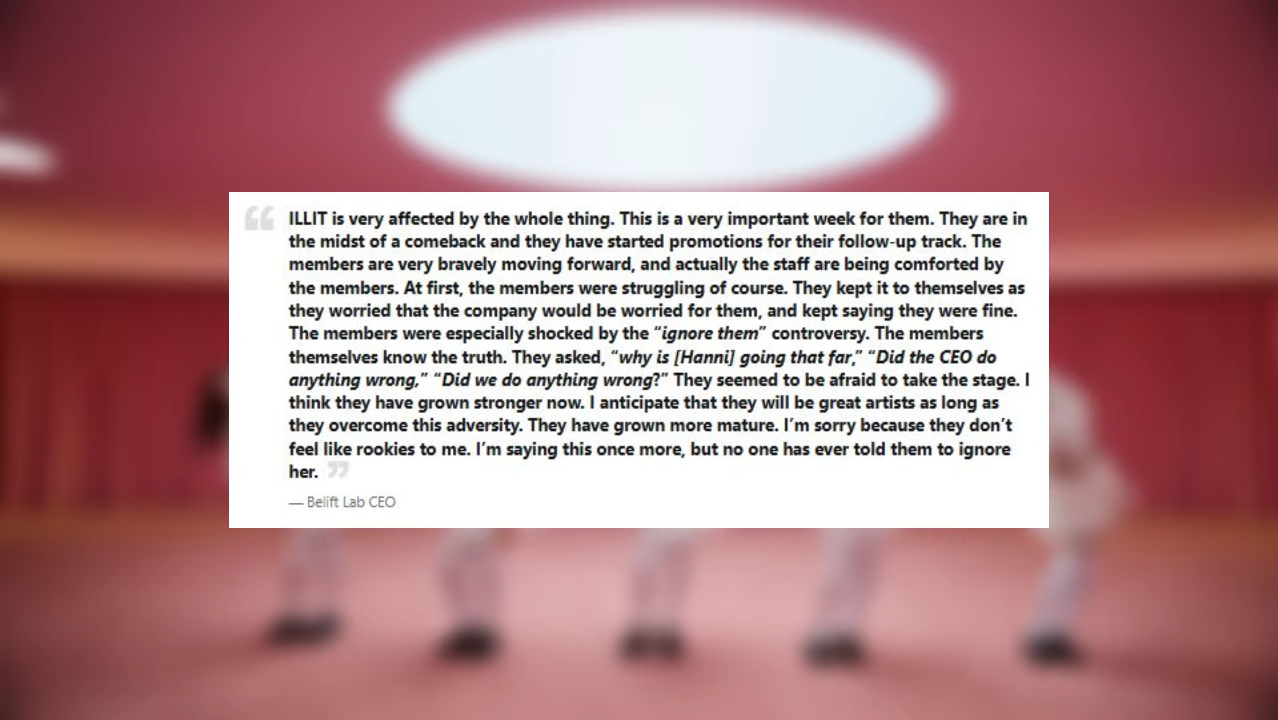 “ ILLIT is very affected by the whole thing. This is a very important week for them. They are in
the midst of a comeback and they have started promotions for their follow-up track. The
members are very bravely moving forward, and actually the staff are being comforted by
the members. At first, the members were struggling of course. They kept it to themselves as
they worried that the company would be worried for them, and kept saying they were fine.
The members were especially shocked by the “ignore them” controversy. The members
themselves know the truth. They asked, “why is [Hanni] going that far,” “Did the CEO do
anything wrong,” “Did we do anything wrong?” They seemed to be afraid to take the stage. I
think they have grown stronger now. I anticipate that they will be great artists as long as
they overcome this adversity. They have grown more mature. I’m sorry because they don’t
feel like rookies to me. I’m saying this once more, but no one has ever told them to ignore
her. ”
— Belift Lab CEO